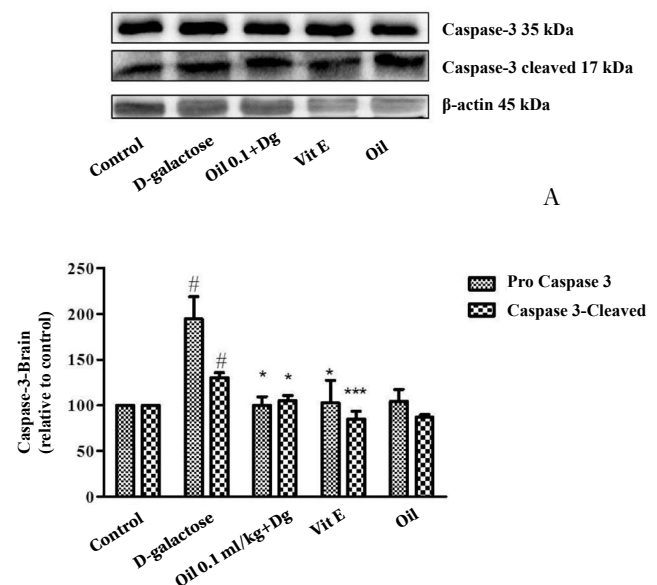 Caspase-3 35 kDa
Caspase-3 cleaved 17 kDa
β-actin 45 kDa
Control
D-galactose
Oil 0.1+Dg
Vit E
Oil
A
Caspase-3-Brain
(relative to control)
250
200
150
100
50
0
#
#
*
*
*
***
Pro Caspase 3
Caspase 3-Cleaved
Control
D-galactose
Oil 0.1 ml/kg+Dg
Vit E
Oil